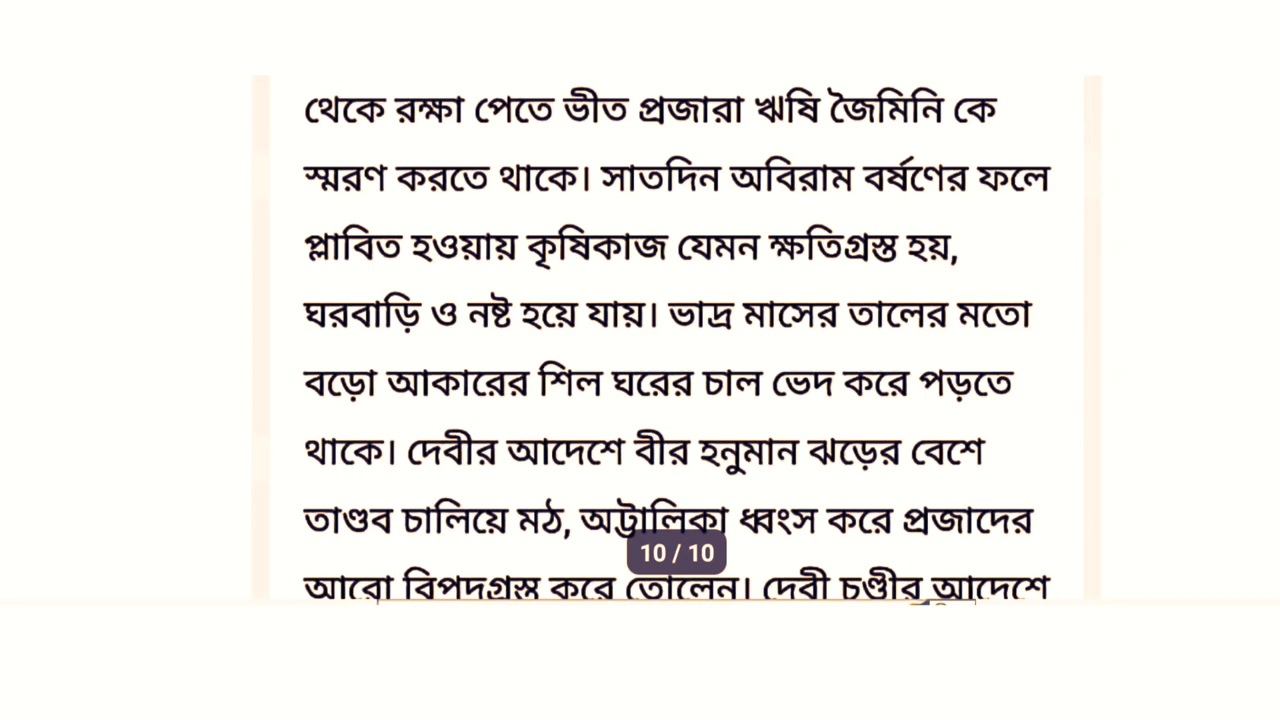 থেকে রক্ষা পেতে ভীত প্রজারা ঋষি জৈমিনি কে
স্মরণ করতে থাকে। সাতদিন অবিরাম বর্ষণের ফলে
প্লাবিত হওয়ায় কৃষিকাজ যেমন ক্ষতিগ্রস্ত হয়,
ঘরবাড়ি ও নষ্ট হয়ে যায়। ভাদ্র মাসের তালের মতো
বড়ো আকারের শিল ঘরের চাল ভেদ করে পড়তে
থাকে। দেবীর আদেশে বীর হনুমান ঝড়ের বেশে
তাণ্ডব চালিয়ে মঠ, অট্টালিকা ধ্বংস করে প্রজাদের
10 / 10
আরো বিপদগ্রস্ত করে তোলেন। দেবী চণ্ডীর আদেশে